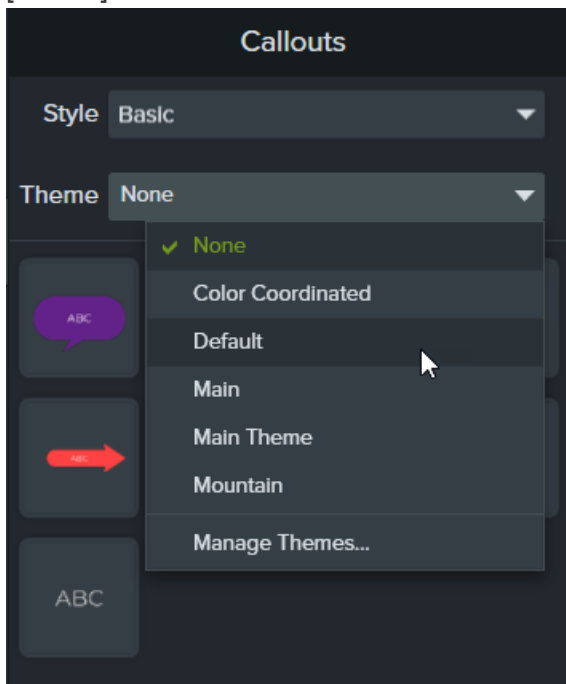 Callouts
Style Basic
Theme None
None
Color Coordinated
Default
Main
Main Theme
Mountain
Manage Themes...
ABC
ABC
ABC